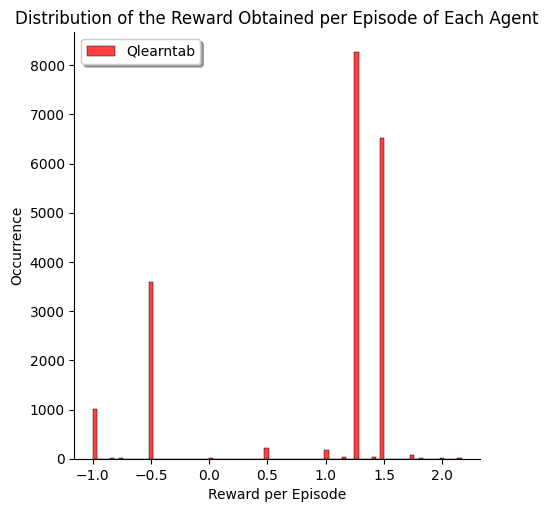 Distribution of the Reward Obtained per Episode of Each Agent
Qlearntab
8000
7000
6000
5000
4000
3000
2000
1000
0
Occurrence
−1.0 −0.5 0.0 0.5 1.0 1.5 2.0
Reward per Episode